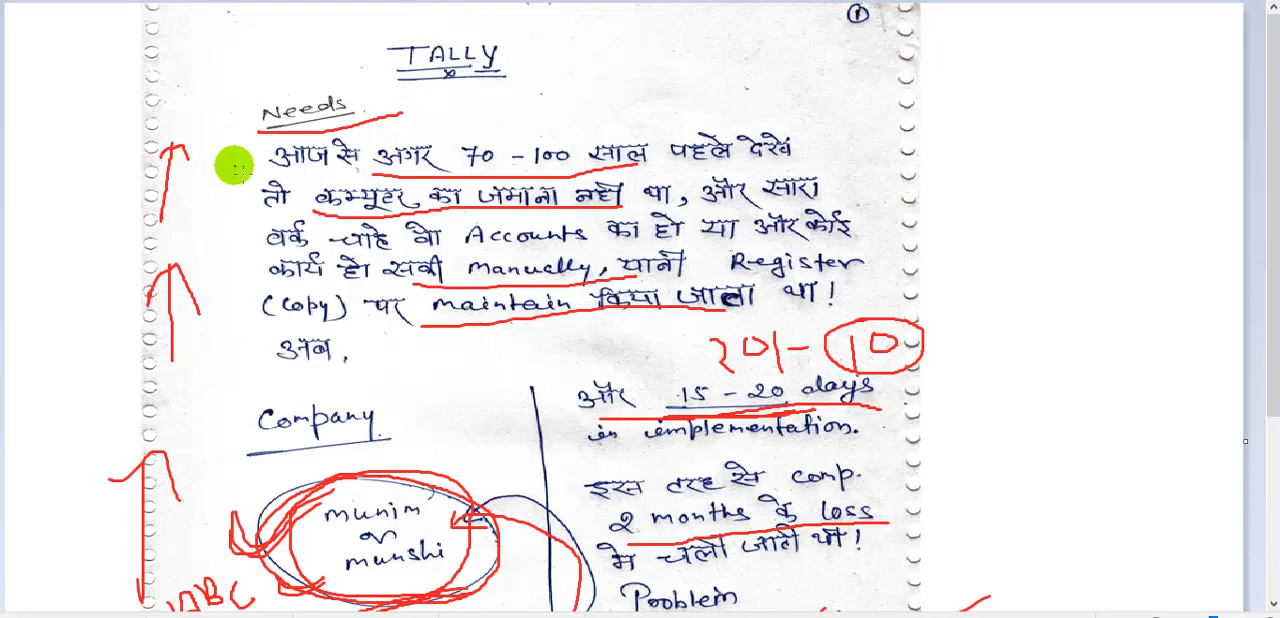 ①
TALLY
Needs
आज से अगर 70 - 100 साल पहले देखें
तो कम्प्यूटर का जमाना नहीं था, और सारा
वर्क चाहे वो Accounts का हो या और कोई
कार्य हो सभी manually, यानी Register
(copy) पर maintain किया जाता था!
अब,
20%- 10
Company
munim
or
munshi
ABC
और 15 - 20 days
in implementation.
इस तरह से comp.
2 months के loss
मे चली जाती थी!
Problem